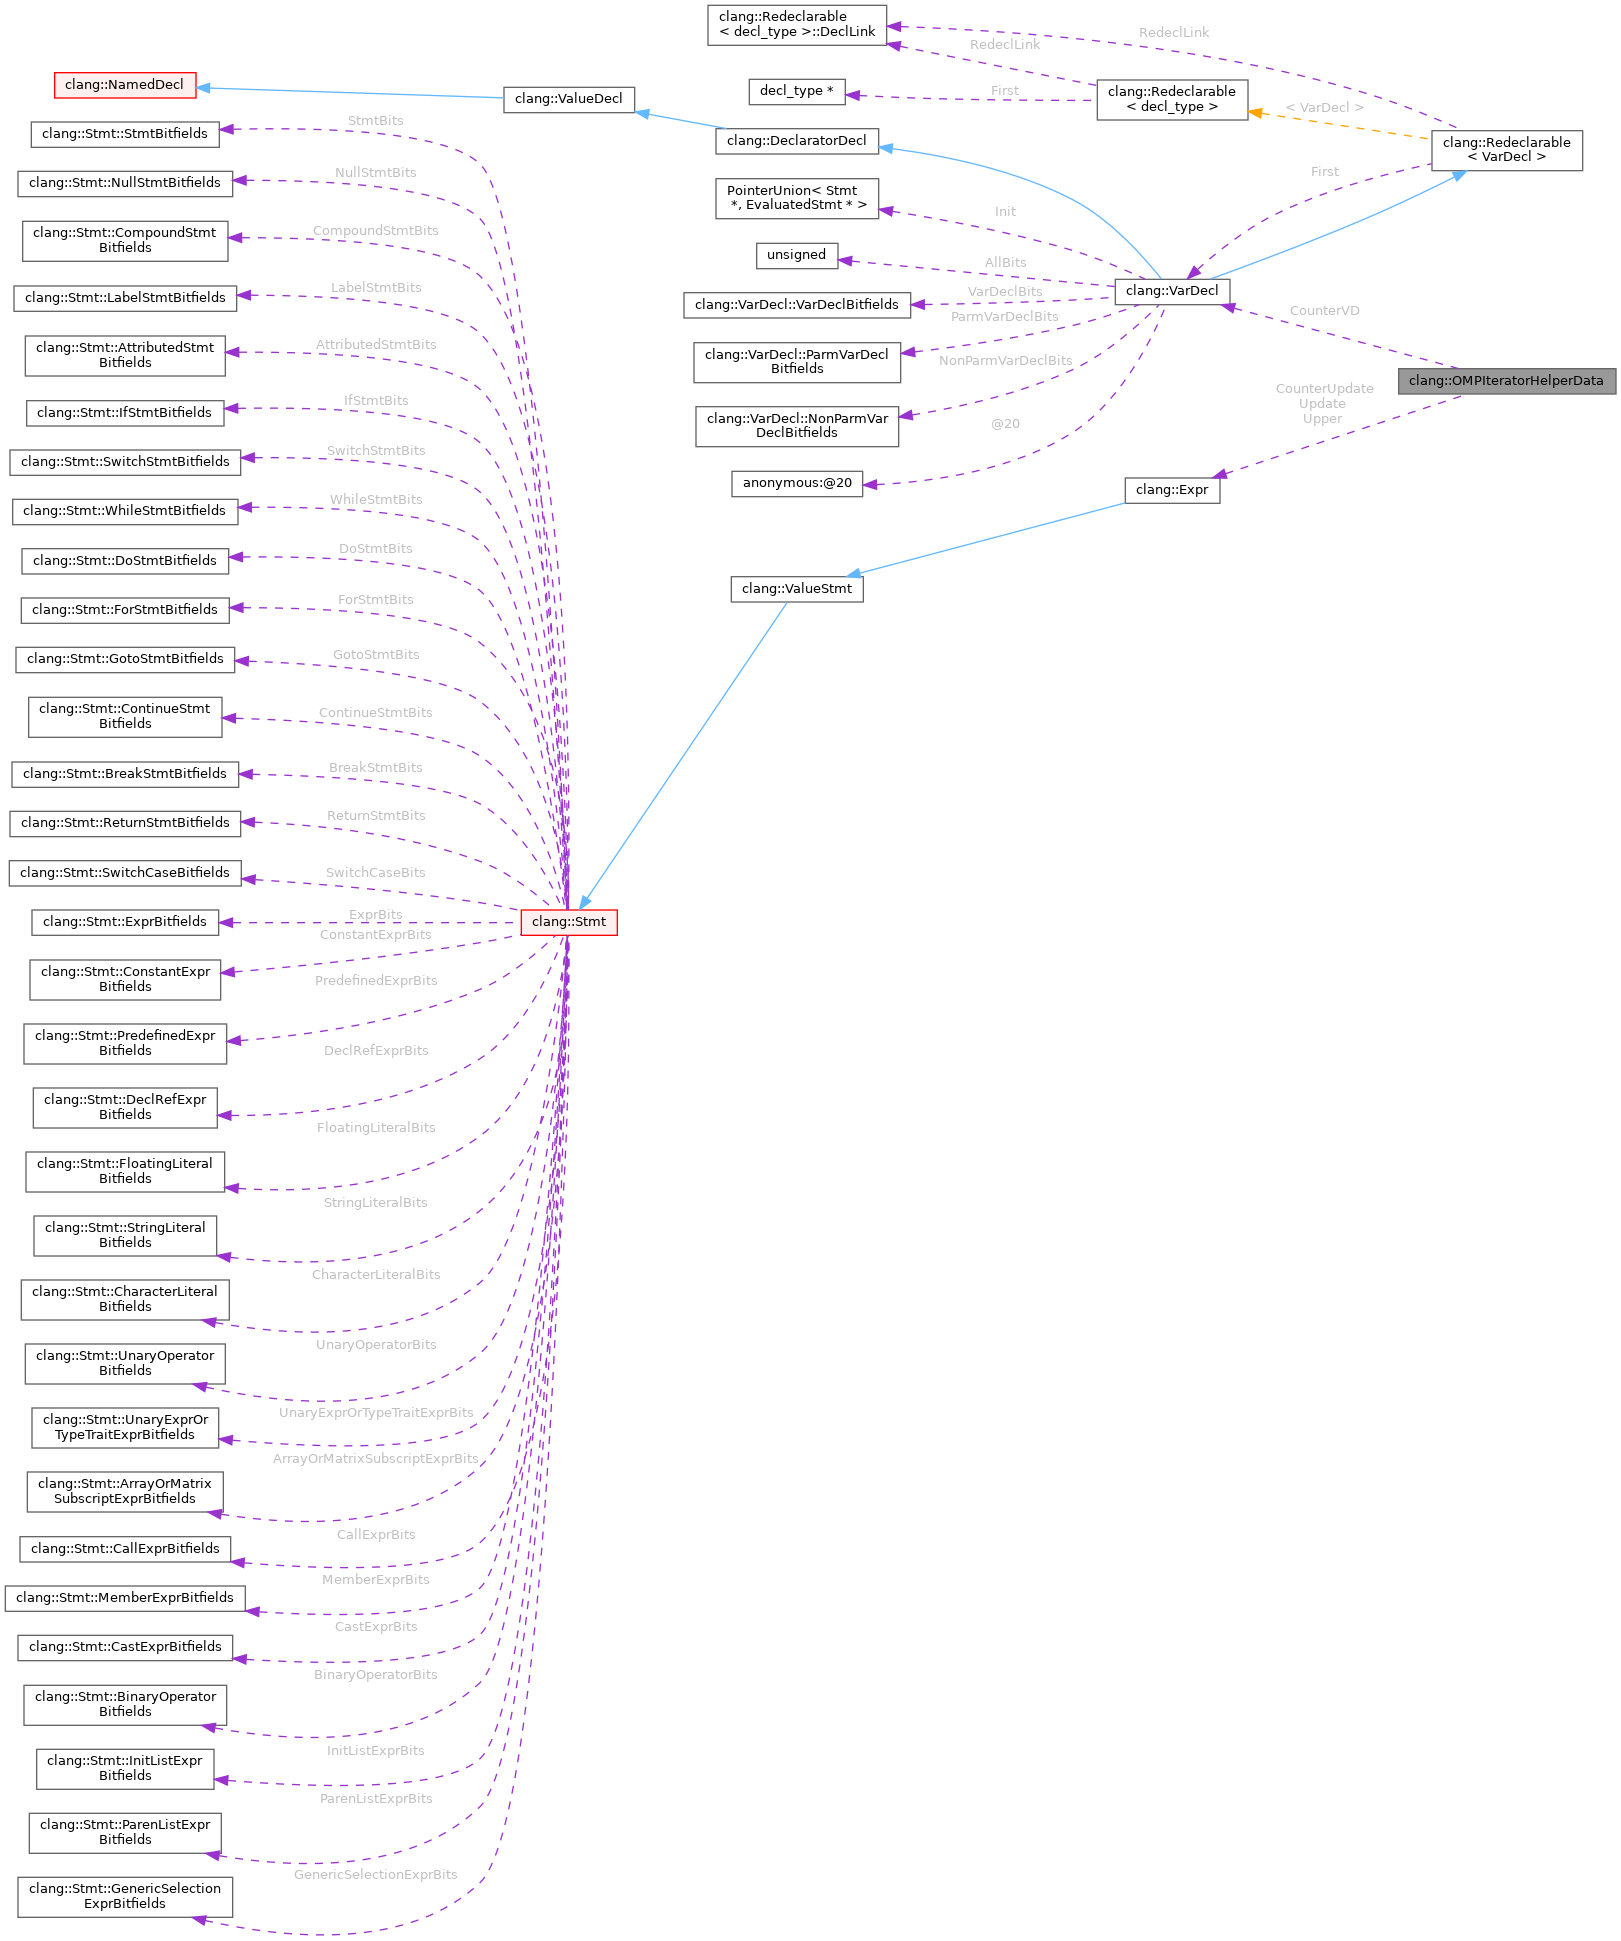 clang::Redeclarable
< decl_type >::DeclLink
RedeclLink
RedeclLink
clang::NamedDecl
clang::ValueDecl
decl_type *
First
clang::Redeclarable
< decl_type >
< VarDecl >
clang::Redeclarable
< VarDecl >
clang::DeclaratorDecl
First
PointerUnion< Stmt
*, EvaluatedStmt * >
Init
unsigned
AllBits
clang::VarDecl::VarDeclBitfields
VarDeclBits
clang::VarDecl
CounterVD
clang::VarDecl::ParmVarDecl
Bitfields
ParmVarDeclBits
NonParmVarDeclBits
clang::OMPIteratorHelperData
CounterUpdate
Update
Upper
clang::VarDecl::NonParmVar
DeclBitfields
@20
anonymous:@20
clang::Expr
clang::ValueStmt
clang::Stmt::StmtBitfields
StmtBits
clang::Stmt::NullStmtBitfields
NullStmtBits
clang::Stmt::CompoundStmt
Bitfields
CompoundStmtBits
clang::Stmt::LabelStmtBitfields
LabelStmtBits
clang::Stmt::AttributedStmt
Bitfields
AttributedStmtBits
clang::Stmt::IfStmtBitfields
IfStmtBits
clang::Stmt::SwitchStmtBitfields
SwitchStmtBits
clang::Stmt::WhileStmtBitfields
WhileStmtBits
clang::Stmt::DoStmtBitfields
DoStmtBits
clang::Stmt::ForStmtBitfields
ForStmtBits
clang::Stmt::GotoStmtBitfields
GotoStmtBits
clang::Stmt::ContinueStmt
Bitfields
ContinueStmtBits
clang::Stmt::BreakStmtBitfields
BreakStmtBits
clang::Stmt::ReturnStmtBitfields
ReturnStmtBits
clang::Stmt::SwitchCaseBitfields
SwitchCaseBits
clang::Stmt::ExprBitfields
ExprBits
clang::Stmt
clang::Stmt::ConstantExpr
Bitfields
ConstantExprBits
clang::Stmt::PredefinedExpr
Bitfields
PredefinedExprBits
clang::Stmt::DeclRefExpr
Bitfields
DeclRefExprBits
clang::Stmt::FloatingLiteral
Bitfields
FloatingLiteralBits
clang::Stmt::StringLiteral
Bitfields
StringLiteralBits
clang::Stmt::CharacterLiteral
Bitfields
CharacterLiteralBits
clang::Stmt::UnaryOperator
Bitfields
UnaryOperatorBits
clang::Stmt::UnaryExprOr
TypeTraitExprBitfields
UnaryExprOrTypeTraitExprBits
clang::Stmt::ArrayOrMatrix
SubscriptExprBitfields
ArrayOrMatrixSubscriptExprBits
clang::Stmt::CallExprBitfields
CallExprBits
clang::Stmt::MemberExprBitfields
MemberExprBits
clang::Stmt::CastExprBitfields
CastExprBits
clang::Stmt::BinaryOperator
Bitfields
BinaryOperatorBits
clang::Stmt::InitListExpr
Bitfields
InitListExprBits
clang::Stmt::ParenListExpr
Bitfields
ParenListExprBits
clang::Stmt::GenericSelection
ExprBitfields
GenericSelectionExprBits